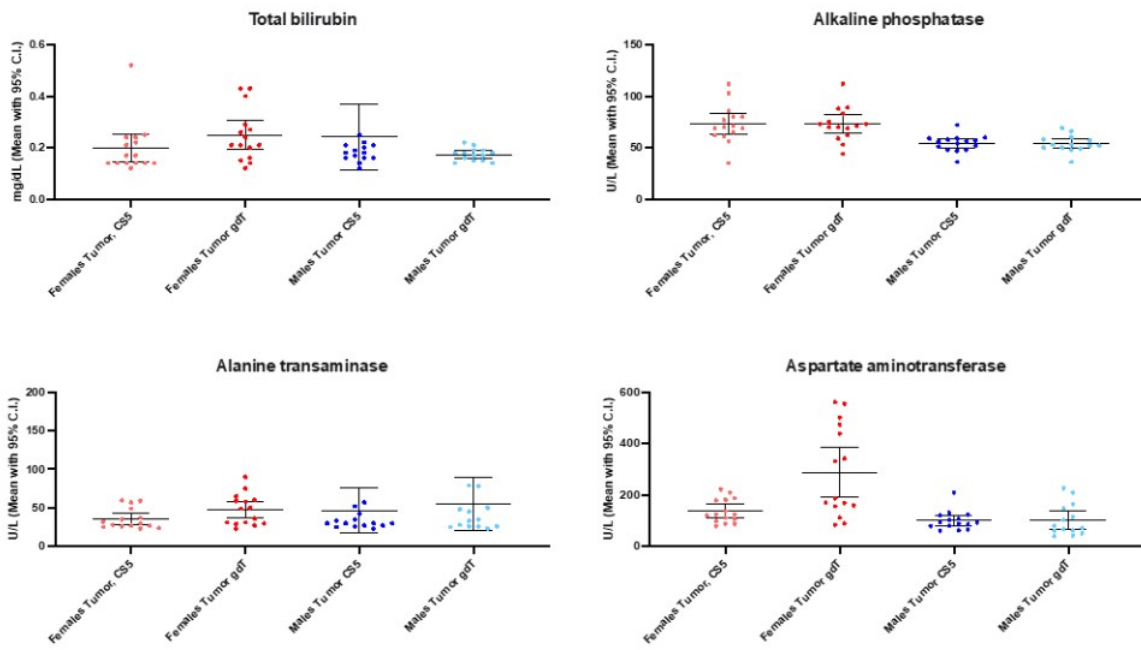 Total bilirubin
mg/dL (Mean with 95% C.I.)
0.6
0.4
0.2
0.0
Females Tumor, CS5
Females Tumor gdT
Males Tumor CS5
Males Tumor gdT
Alkaline phosphatase
U/L (Mean with 95% C.I.)
150
100
50
0
Females Tumor, CS5
Females Tumor gdT
Males Tumor CS5
Males Tumor gdT
Alanine transaminase
U/L (Mean with 95% C.I.)
200
150
100
50
0
Females Tumor, CS5
Females Tumor gdT
Males Tumor CS5
Males Tumor gdT
Aspartate aminotransferase
U/L (Mean with 95% C.I.)
600
400
200
0
Females Tumor, CS5
Females Tumor gdT
Males Tumor CS5
Males Tumor gdT